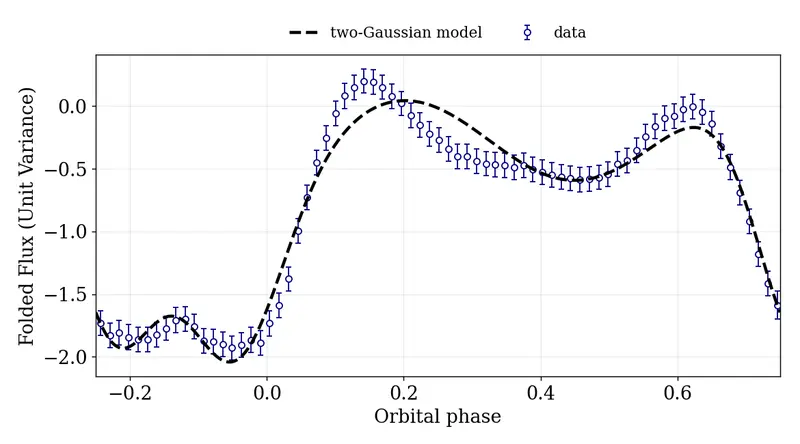 two-Gaussian model data
Folded Flux (Unit Variance)
0.0
−0.5
−1.0
−1.5
−2.0
−0.2 0.0 0.2 0.4 0.6
Orbital phase